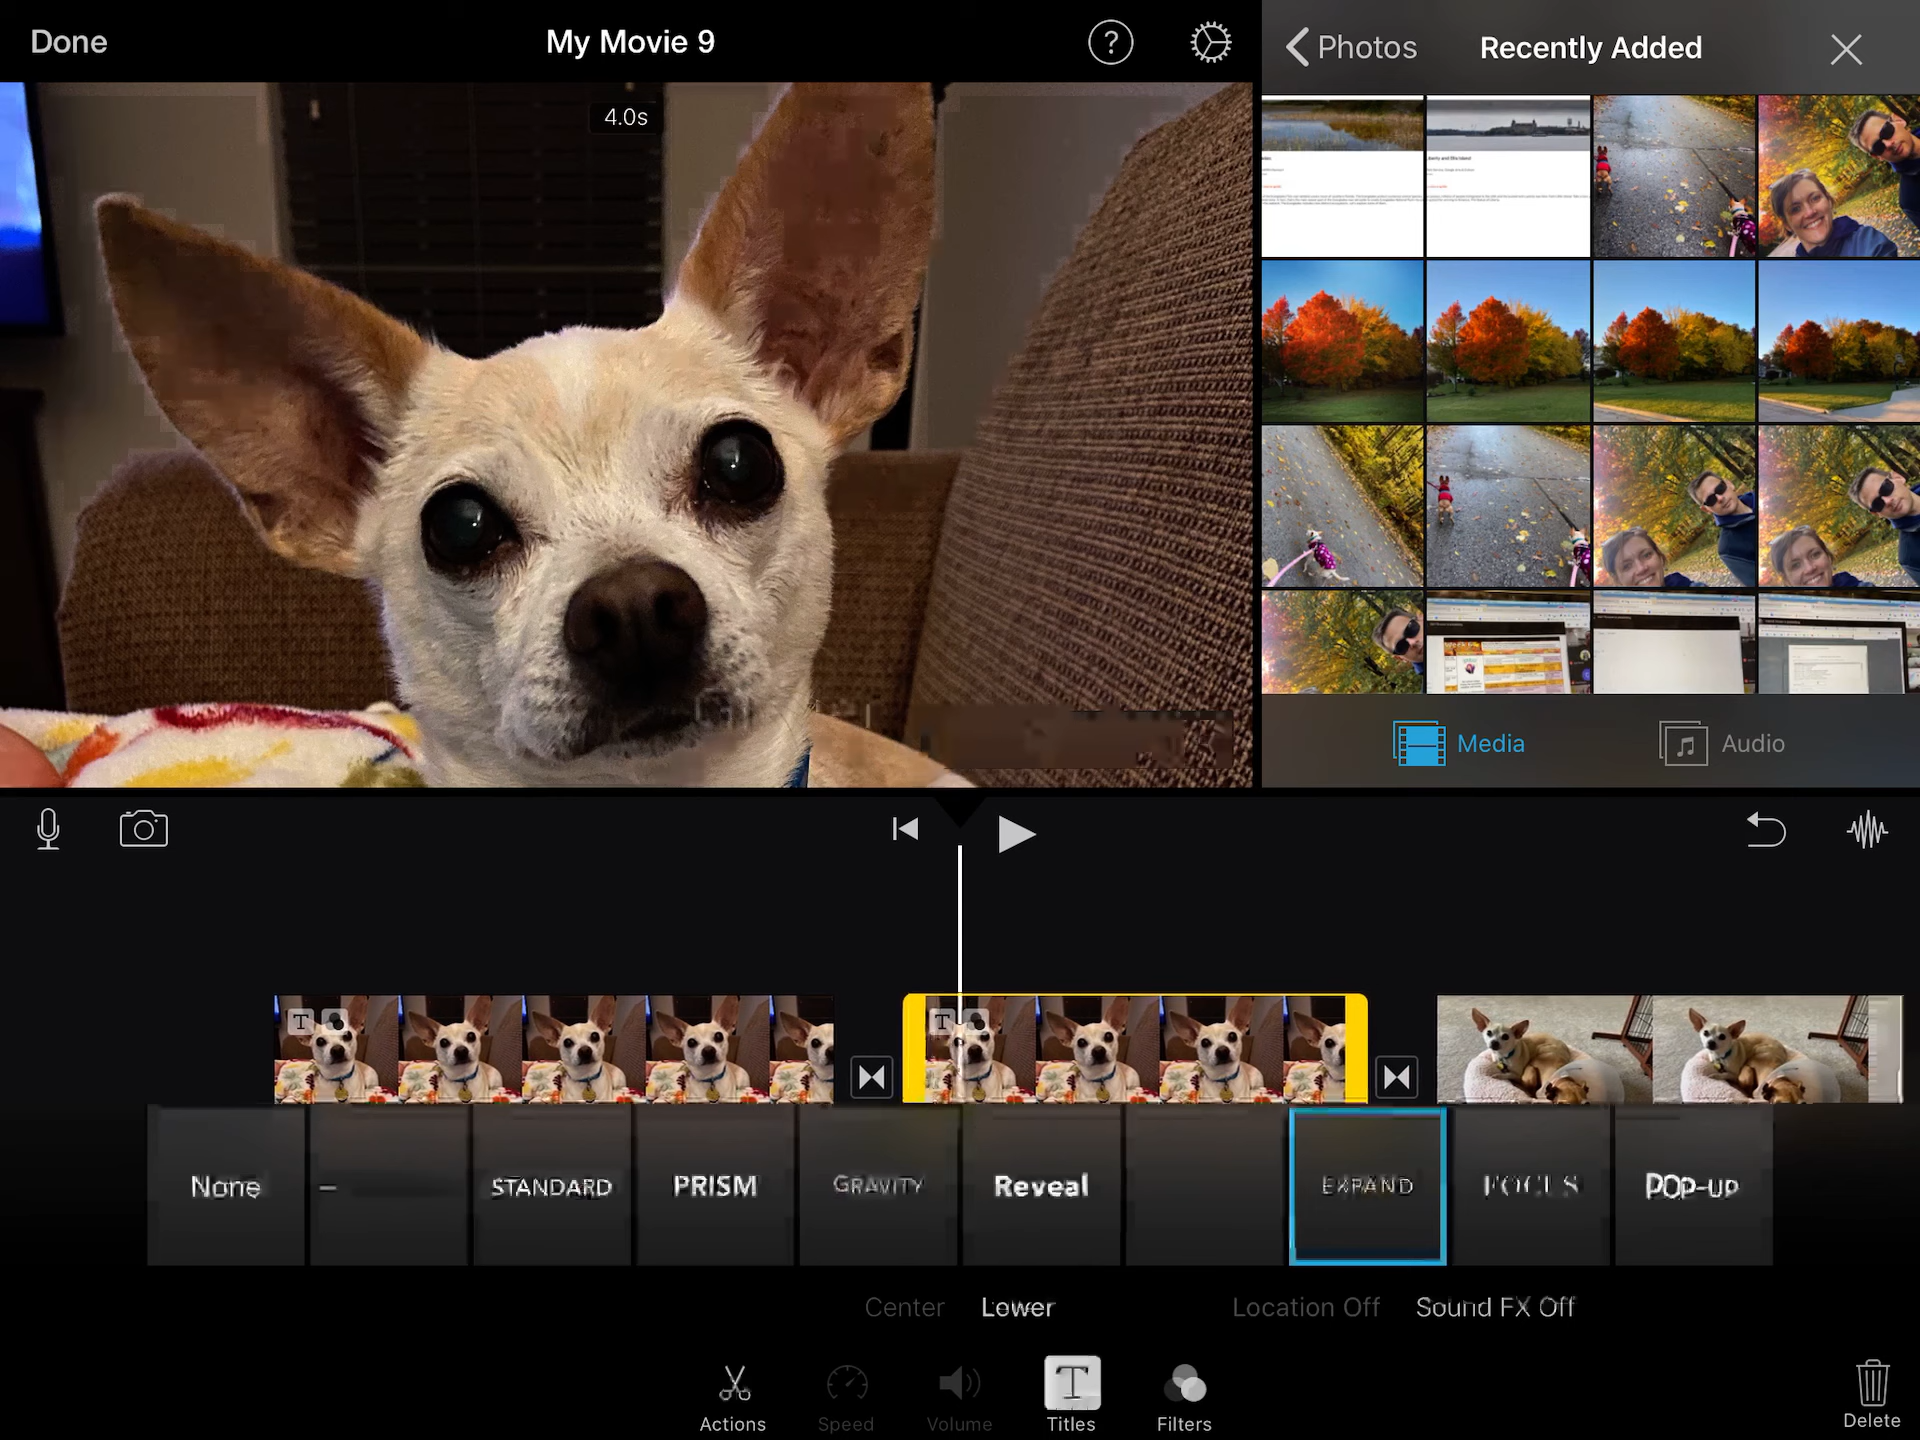 Done
My Movie 9
?
Photos
Recently Added
4.0s
Media
Audio
T
T
None
STANDARD
PRISM
GRAVITY
Reveal
EXPAND
FOCUS
POP-UP
Center
Lower
Location Off
Sound FX Off
T
Actions
Speed
Volume
Titles
Filters
Delete